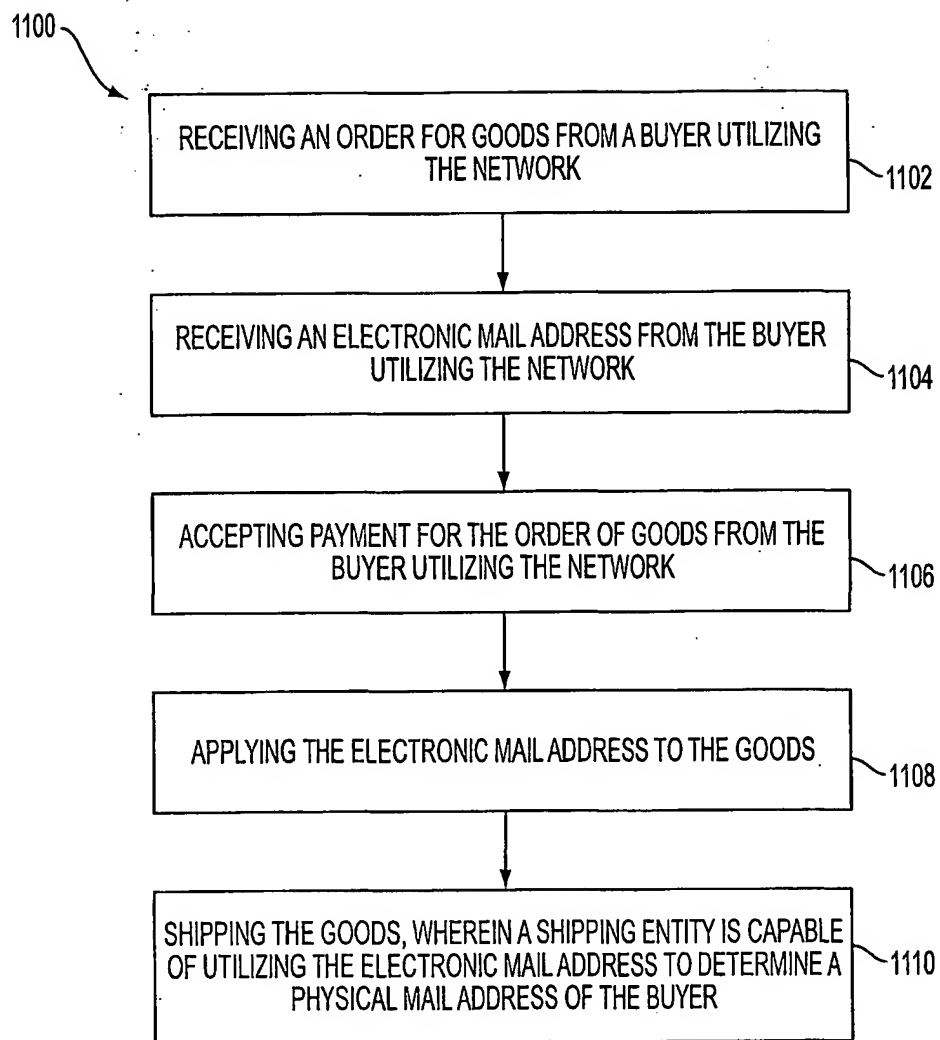 1100
RECEIVING AN ORDER FOR GOODS FROM A BUYER UTILIZING
THE NETWORK
1102
RECEIVING AN ELECTRONIC MAIL ADDRESS FROM THE BUYER
UTILIZING THE NETWORK
1104
ACCEPTING PAYMENT FOR THE ORDER OF GOODS FROM THE
BUYER UTILIZING THE NETWORK
1106
APPLYING THE ELECTRONIC MAIL ADDRESS TO THE GOODS
1108
SHIPPING THE GOODS, WHEREIN A SHIPPING ENTITY IS CAPABLE
OF UTILIZING THE ELECTRONIC MAIL ADDRESS TO DETERMINE A
PHYSICAL MAIL ADDRESS OF THE BUYER
1110